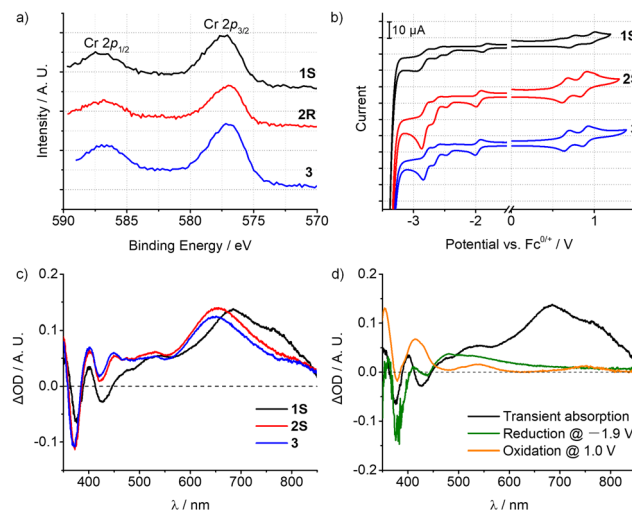 a)
Cr 2p1/2
Cr 2p3/2
1S
2R
3
Intensity / A. U.
590 585 580 575 570
Binding Energy / eV
b)
10 μA
1S
2S
3
Current
-3 -2 0 1
Potential vs. Fc0/+ / V
c)
0.2
0.1
0.0
-0.1
ΔOD / A. U.
1S
2S
3
400 500 600 700 800
λ / nm
d)
0.2
0.1
0.0
-0.1
-0.2
ΔOD / A. U.
Transient absorption
Reduction @ −1.9 V
Oxidation @ 1.0 V
400 500 600 700 800
λ / nm